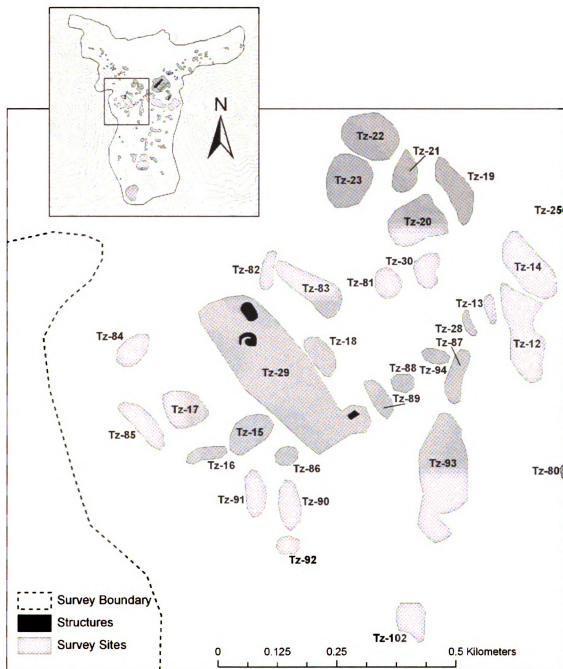 N
Tz-22
Tz-21
Tz-23
Tz-19
Tz-20
Tz-25
Tz-30
Tz-14
Tz-82
Tz-83
Tz-81
Tz-13
Tz-28
Tz-87
Tz-12
Tz-84
Tz-18
Tz-29
Tz-94
Tz-88
Tz-89
Tz-17
Tz-85
Tz-15
Tz-16
Tz-86
Tz-93
Tz-80
Tz-91
Tz-90
Tz-92
Survey Boundary
Structures
Survey Sites
Tz-102
0 0.125 0.25 0.5 Kilometers